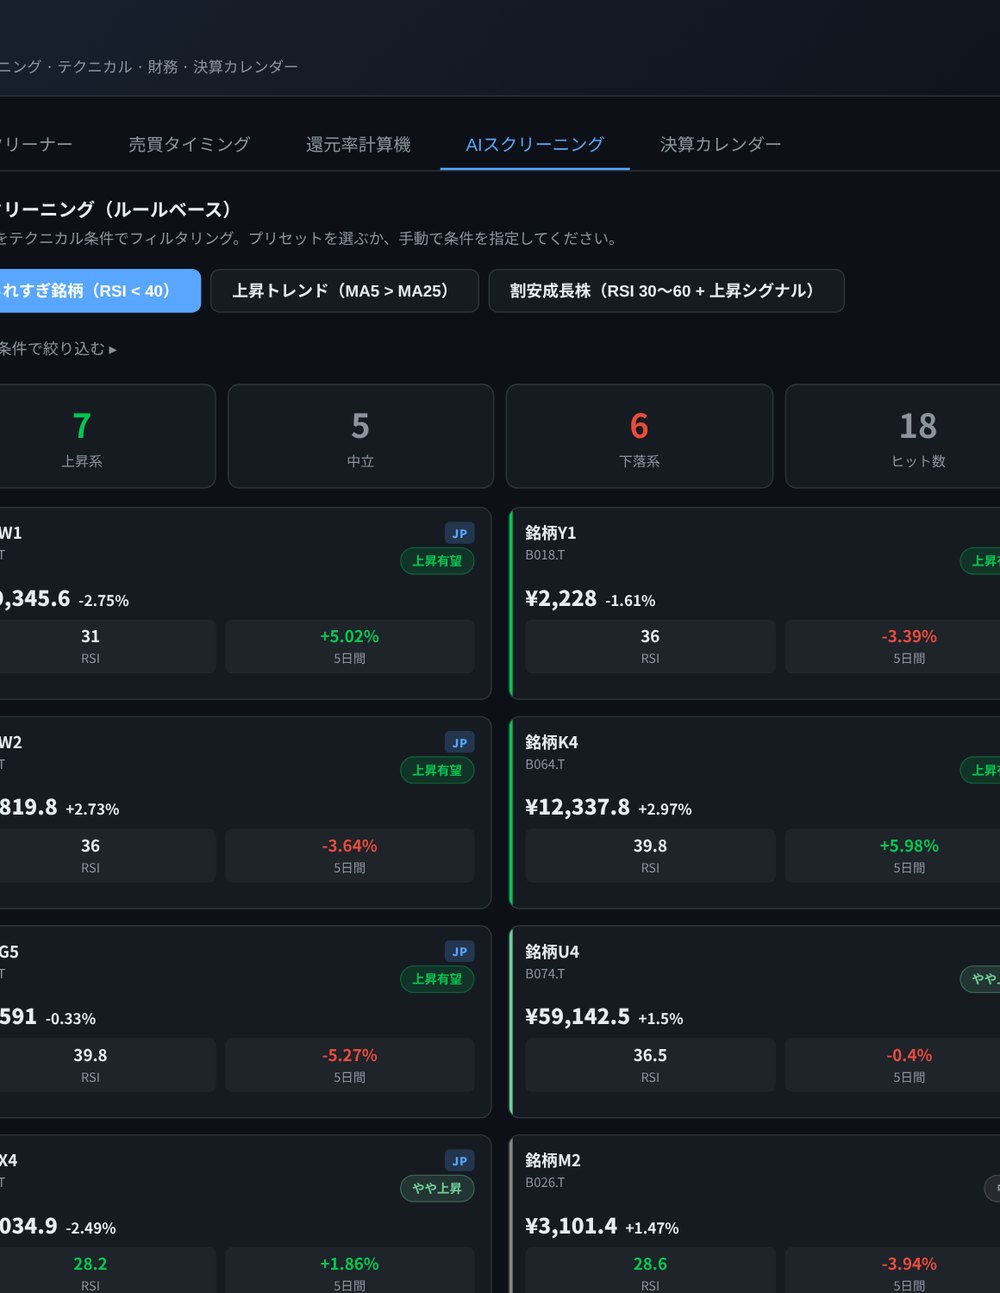 ニング · テクニカル · 財務 · 決算カレンダー
リーナー 売買タイミング 還元率計算機 AIスクリーニング 決算カレンダー
リーニング（ルールベース）
をテクニカル条件でフィルタリング。プリセットを選ぶか、手動で条件を指定してください。
れすぎ銘柄（RSI < 40） 上昇トレンド（MA5 > MA25） 割安成長株（RSI 30〜60 + 上昇シグナル）
条件で絞り込む ▸
7 5 6 18
上昇系 中立 下落系 ヒット数
W1 JP 銘柄Y1
T 上昇有望 B018.T 上昇
,345.6 -2.75% ¥2,228 -1.61%
31 +5.02% 36 -3.39%
RSI 5日間 RSI 5日間
W2 JP 銘柄K4
T 上昇有望 B064.T 上昇
819.8 +2.73% ¥12,337.8 +2.97%
36 -3.64% 39.8 +5.98%
RSI 5日間 RSI 5日間
G5 JP 銘柄U4
T 上昇有望 B074.T やや
591 -0.33% ¥59,142.5 +1.5%
39.8 -5.27% 36.5 -0.4%
RSI 5日間 RSI 5日間
X4 JP 銘柄M2
T やや上昇 B026.T
034.9 -2.49% ¥3,101.4 +1.47%
28.2 +1.86% 28.6 -3.94%
RSI 5日間 RSI 5日間